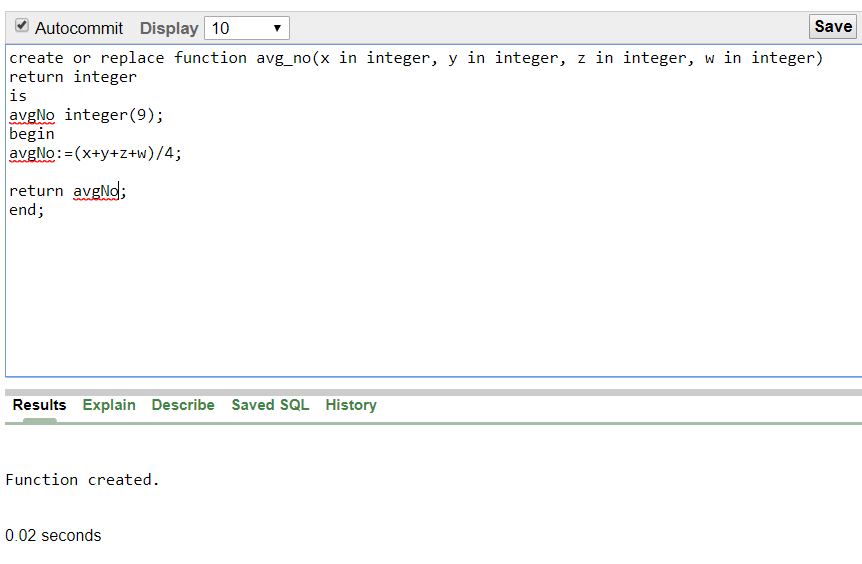 Autocommit Display 10 Save
create or replace function avg_no(x in integer, y in integer, z in integer, w in integer)
return integer
is
avgNo integer(9);
begin
avgNo:=(x+y+z+w)/4;
return avgNo;
end;
Results Explain Describe Saved SQL History
Function created.
0.02 seconds